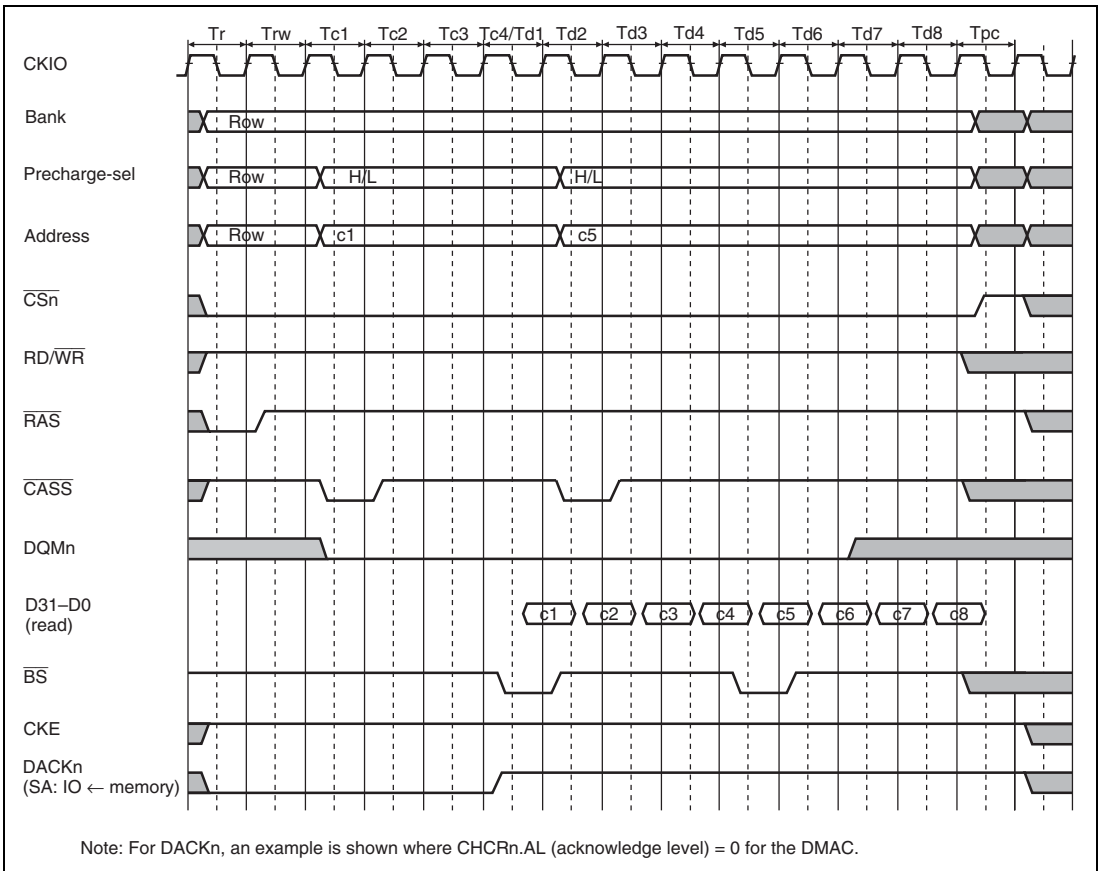 Tr Trw Tc1 Tc2 Tc3 Tc4/Td1 Td2 Td3 Td4 Td5 Td6 Td7 Td8 Tpc
CKIO
Bank
Row
Precharge-sel
Row H/L H/L
Address
Row c1 c5
CSn
RD/WR
RAS
CASS
DQMn
D31–D0
(read)
c1 c2 c3 c4 c5 c6 c7 c8
BS
CKE
DACKn
(SA: IO ← memory)
Note: For DACKn, an example is shown where CHCRn.AL (acknowledge level) = 0 for the DMAC.